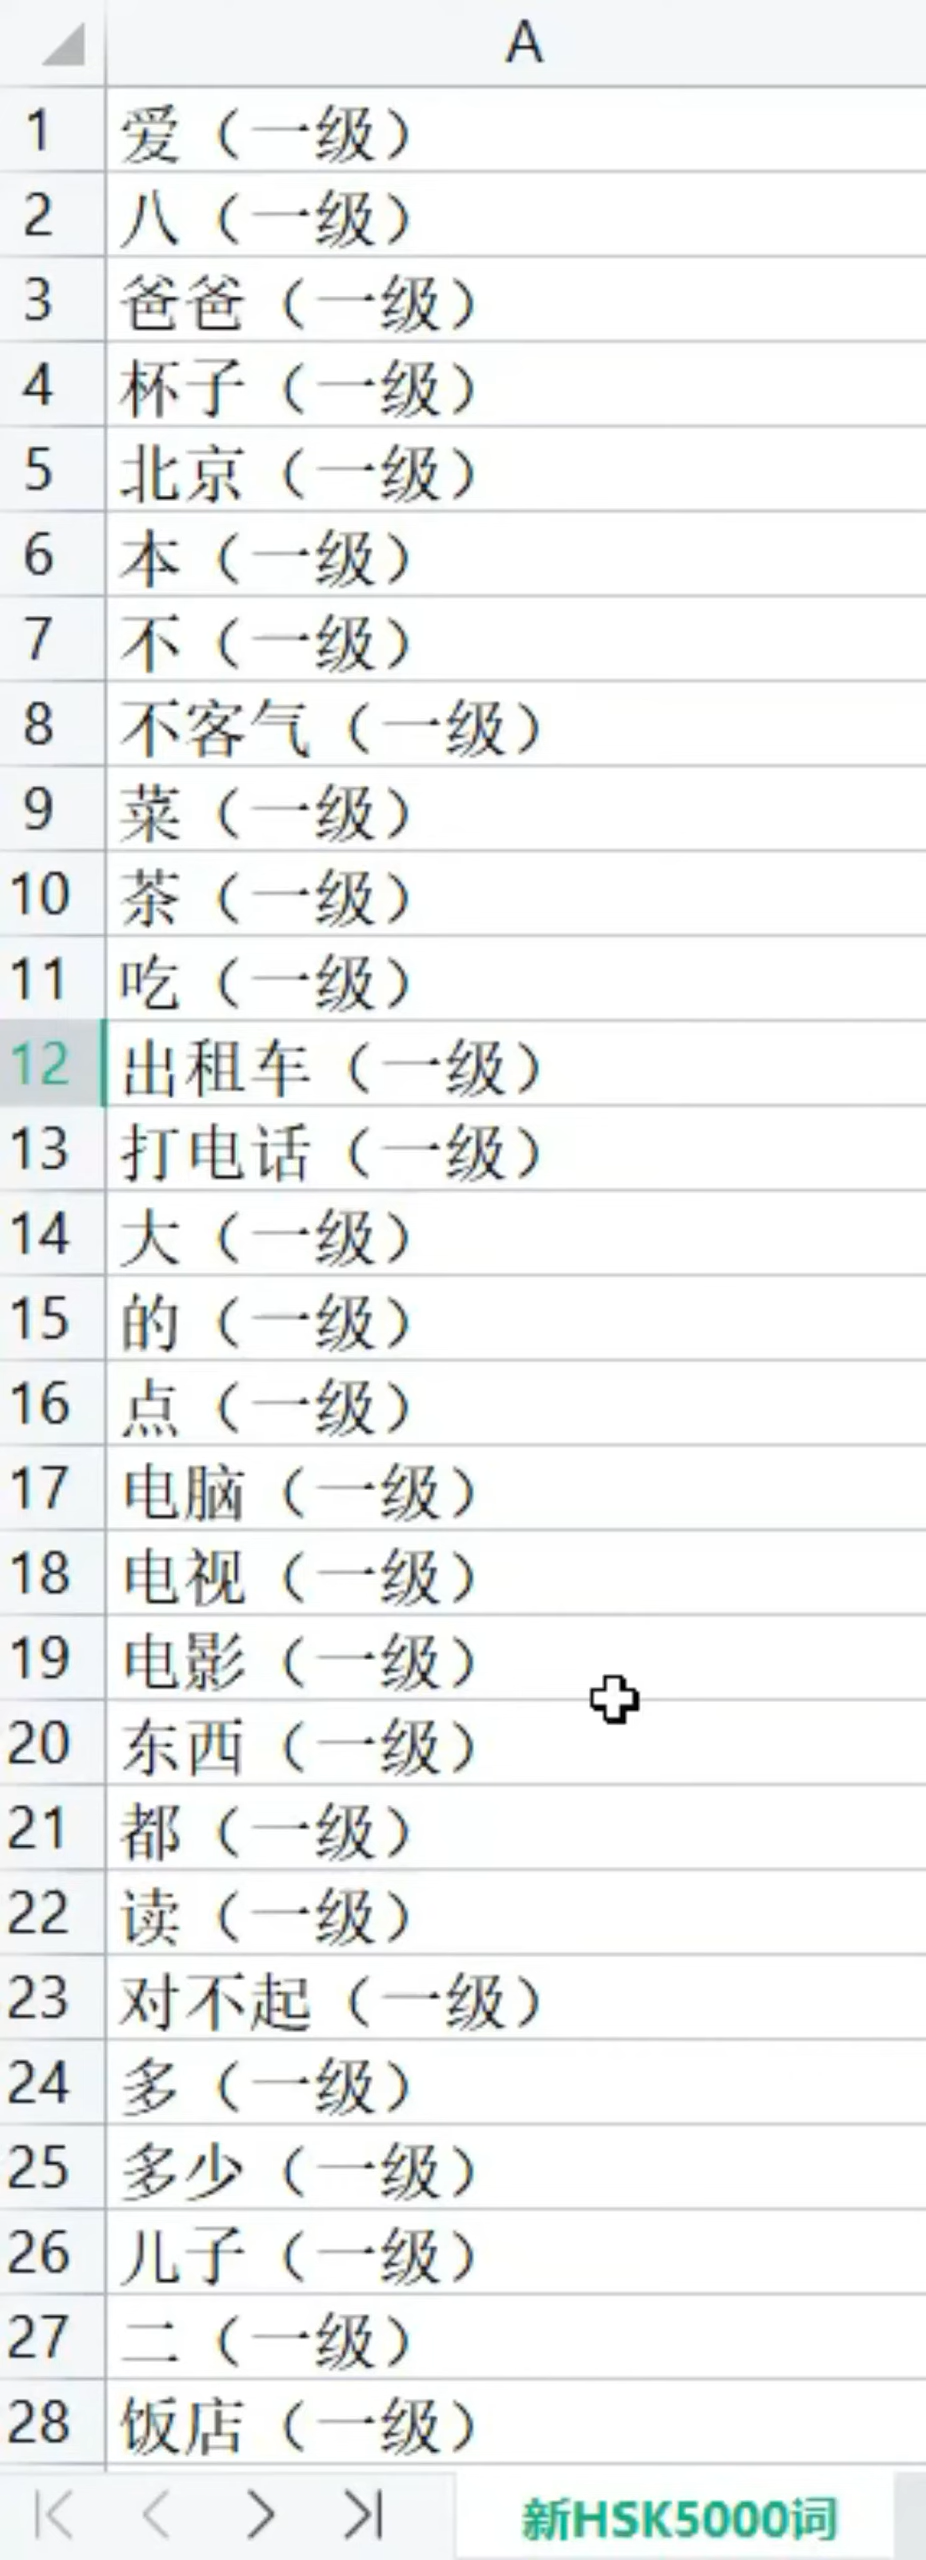 A
1 爱（一级）
2 八（一级）
3 爸爸（一级）
4 杯子（一级）
5 北京（一级）
6 本（一级）
7 不（一级）
8 不客气（一级）
9 菜（一级）
10 茶（一级）
11 吃（一级）
12 出租车（一级）
13 打电话（一级）
14 大（一级）
15 的（一级）
16 点（一级）
17 电脑（一级）
18 电视（一级）
19 电影（一级）
20 东西（一级）
21 都（一级）
22 读（一级）
23 对不起（一级）
24 多（一级）
25 多少（一级）
26 儿子（一级）
27 二（一级）
28 饭店（一级）
新HSK5000词